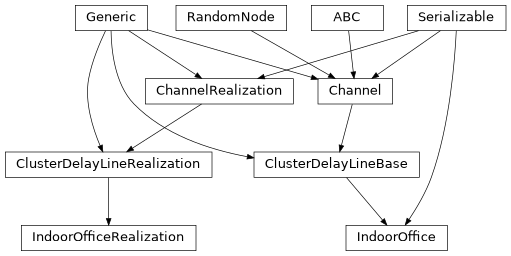 Generic
RandomNode
ABC
Serializable
ChannelRealization
Channel
ClusterDelayLineRealization
ClusterDelayLineBase
IndoorOfficeRealization
IndoorOffice